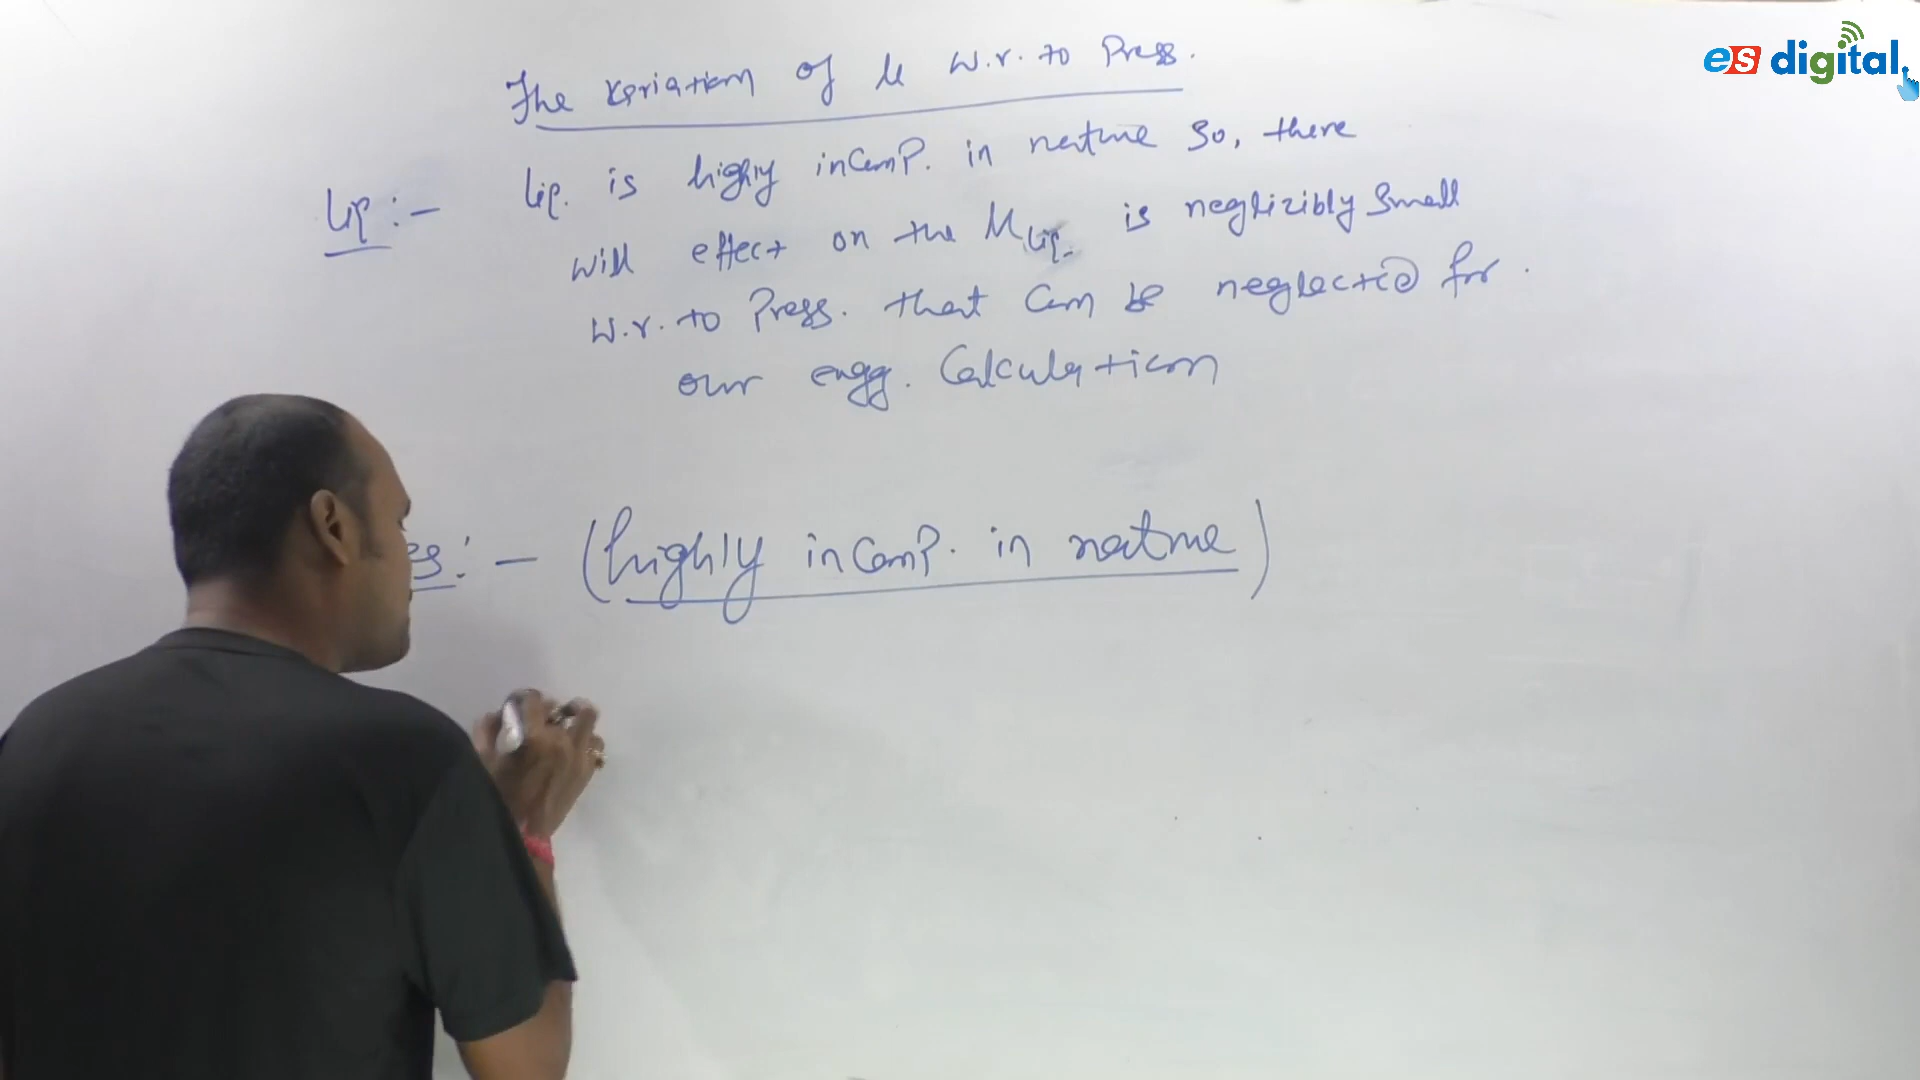 The variation of μ w.r. to Press.
liq:- liq. is highly incomp. in nature so, there
will effect on the μliq. is neglizibly small
w.r. to Press. that can be neglected for
our engg. Calculation
es:- (highly incomp. in nature)
es digital